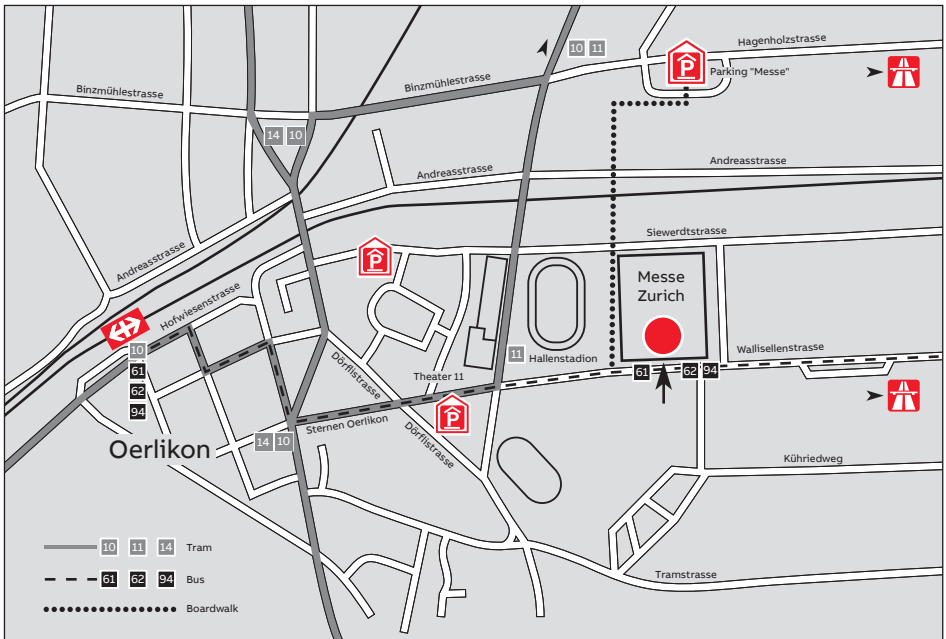 10 11
Hagenholzstrasse
P
Parking "Messe"
Binzmühlestrasse
Binzmühlestrasse
14 10
Andreasstrasse
Andreasstrasse
Siewerdtstrasse
Andreasstrasse
P
Messe
Zurich
Hofwiesenstrasse
10
61
62
94
Dörflistrasse
11
Hallenstadion
Wallisellenstrasse
61 62 94
Theater 11
P
Sternen Oerlikon
Dörflistrasse
14 10
Oerlikon
Kühriedweg
10 11 14 Tram
61 62 94 Bus
Boardwalk
Tramstrasse